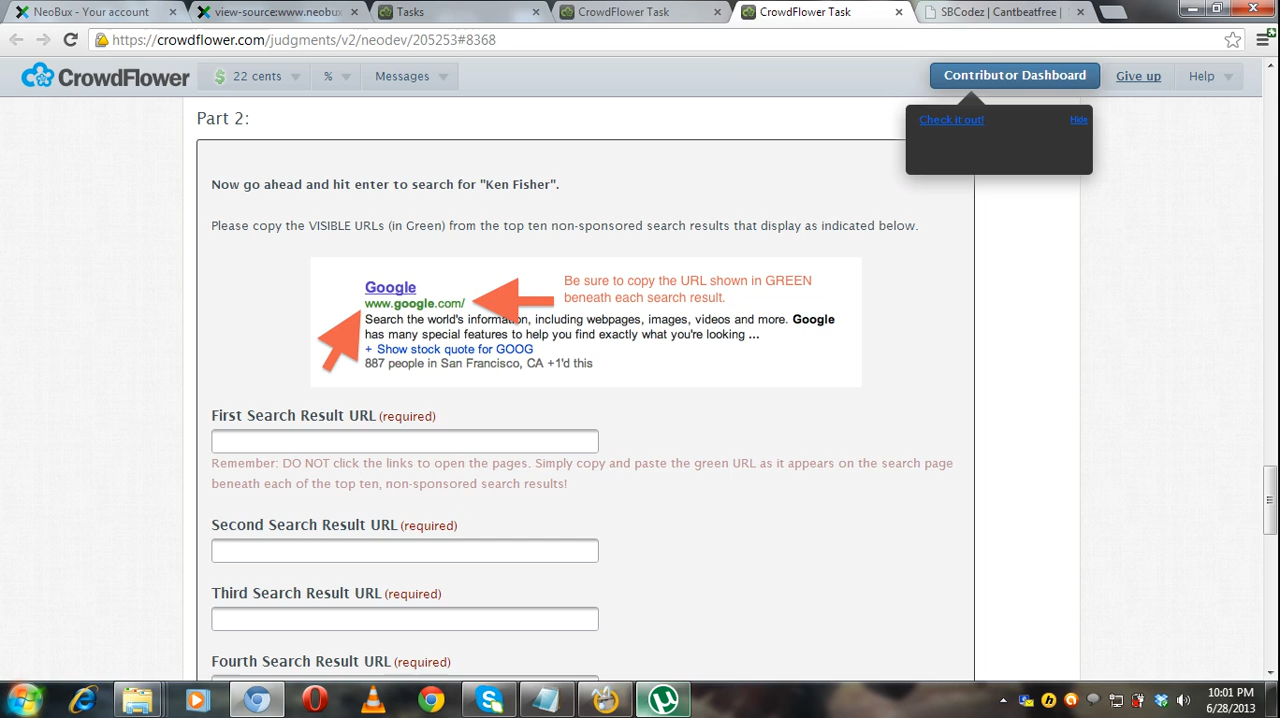 NeoBux - Your account
view-source:www.neobux
Tasks
CrowdFlower Task
CrowdFlower Task
SBCodez | Cantbeatfree |
https://crowdflower.com/judgments/v2/neodev/205253#8368
CrowdFlower
$ 22 cents
%
Messages
Contributor Dashboard
Give up
Help
Check it out!
Hide
Part 2:
Now go ahead and hit enter to search for "Ken Fisher".
Please copy the VISIBLE URLs (in Green) from the top ten non-sponsored search results that display as indicated below.
Google
www.google.com/
Search the world's information, including webpages, images, videos and more. Google
has many special features to help you find exactly what you're looking ...
+ Show stock quote for GOOG
887 people in San Francisco, CA +1'd this
Be sure to copy the URL shown in GREEN
beneath each search result.
First Search Result URL (required)
Remember: DO NOT click the links to open the pages. Simply copy and paste the green URL as it appears on the search page
beneath each of the top ten, non-sponsored search results!
Second Search Result URL (required)
Third Search Result URL (required)
Fourth Search Result URL (required)
10:01 PM
6/28/2013